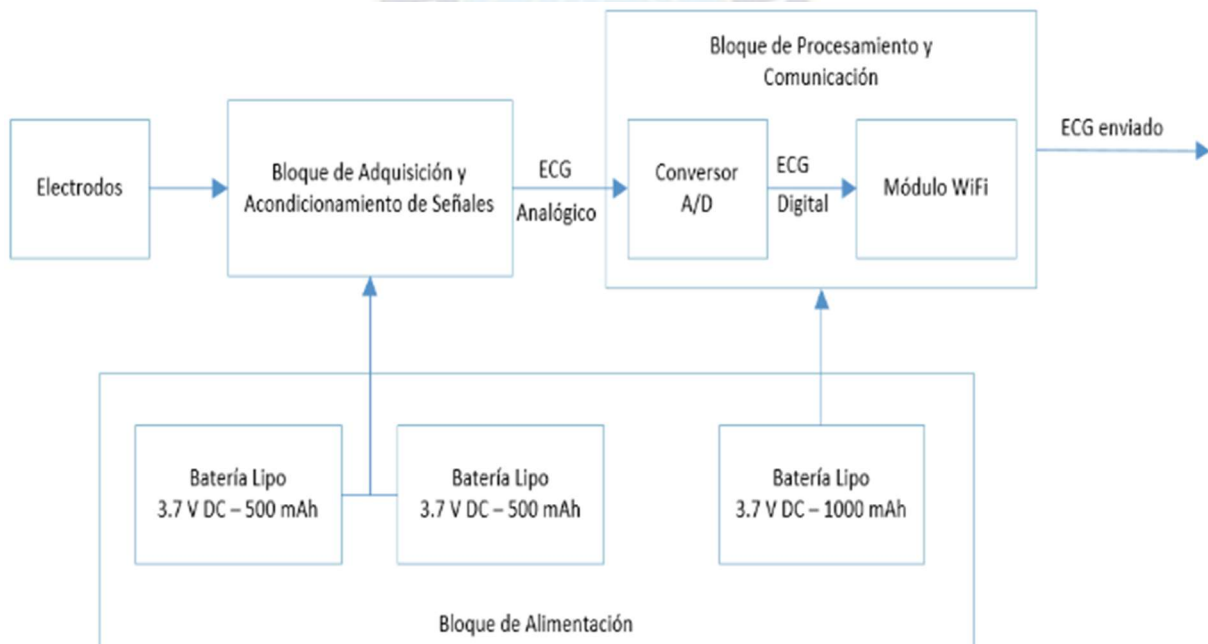 Bloque de Procesamiento y
Comunicación
Electrodos
Bloque de Adquisición y
Acondicionamiento de Señales
ECG
Analógico
Conversor
A/D
ECG
Digital
Módulo WiFi
ECG enviado
Batería Lipo
3.7 V DC – 500 mAh
Batería Lipo
3.7 V DC – 500 mAh
Batería Lipo
3.7 V DC – 1000 mAh
Bloque de Alimentación